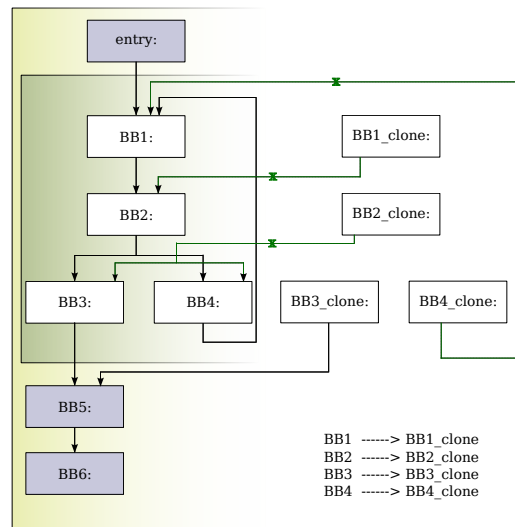 entry:
BB1:
BB1_clone:
BB2:
BB2_clone:
BB3:
BB4:
BB3_clone:
BB4_clone:
BB5:
BB6:
BB1 ------> BB1_clone
BB2 ------> BB2_clone
BB3 ------> BB3_clone
BB4 ------> BB4_clone